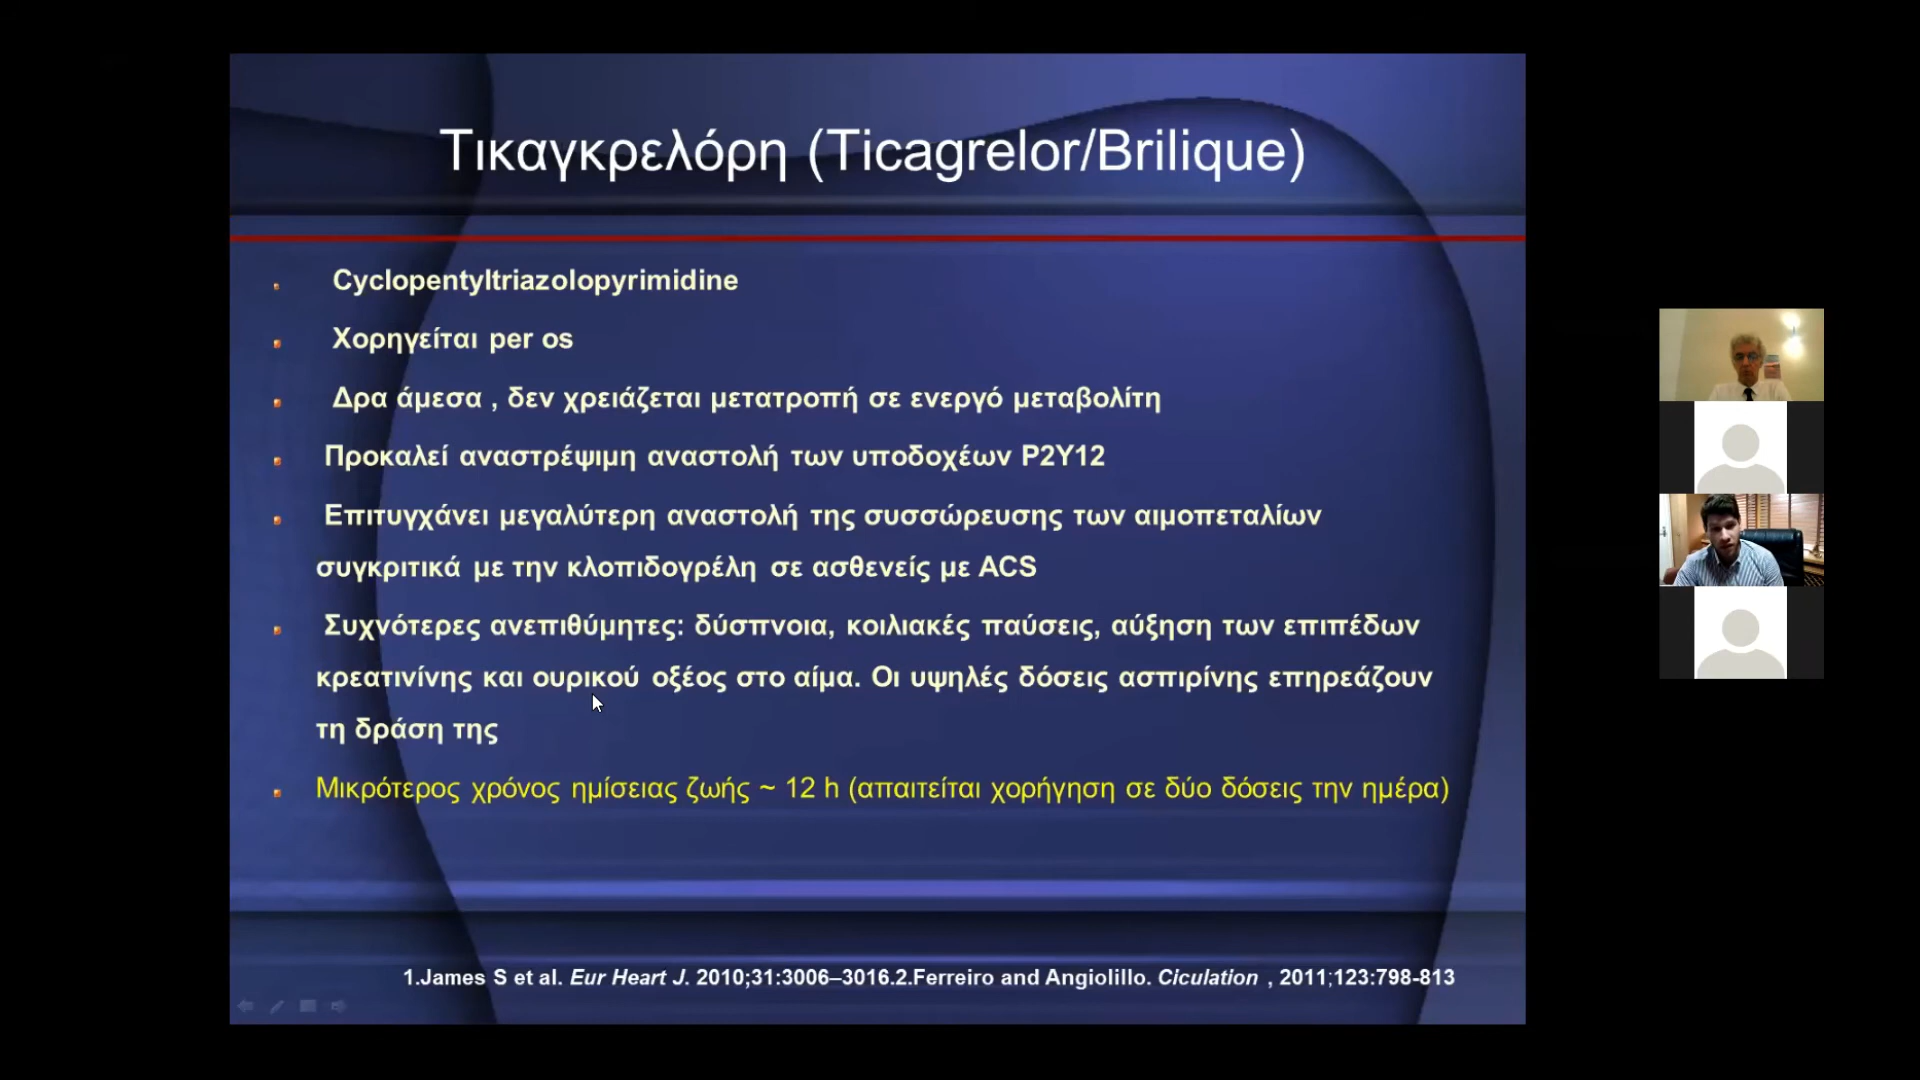 Τικαγκρελόρη (Ticagrelor/Brilique)
Cyclopentyltriazolopyrimidine
Χορηγείται per os
Δρα άμεσα , δεν χρειάζεται μετατροπή σε ενεργό μεταβολίτη
Προκαλεί αναστρέψιμη αναστολή των υποδοχέων P2Y12
Επιτυγχάνει μεγαλύτερη αναστολή της συσσώρευσης των αιμοπεταλίων
συγκριτικά με την κλοπιδογρέλη σε ασθενείς με ACS
Συχνότερες ανεπιθύμητες: δύσπνοια, κοιλιακές παύσεις, αύξηση των επιπέδων
κρεατινίνης και ουρικού οξέος στο αίμα. Οι υψηλές δόσεις ασπιρίνης επηρεάζουν
τη δράση της
Μικρότερος χρόνος ημίσειας ζωής ~ 12 h (απαιτείται χορήγηση σε δύο δόσεις την ημέρα)
1.James S et al. Eur Heart J. 2010;31:3006–3016.2.Ferreiro and Angiolillo. Ciculation , 2011;123:798-813